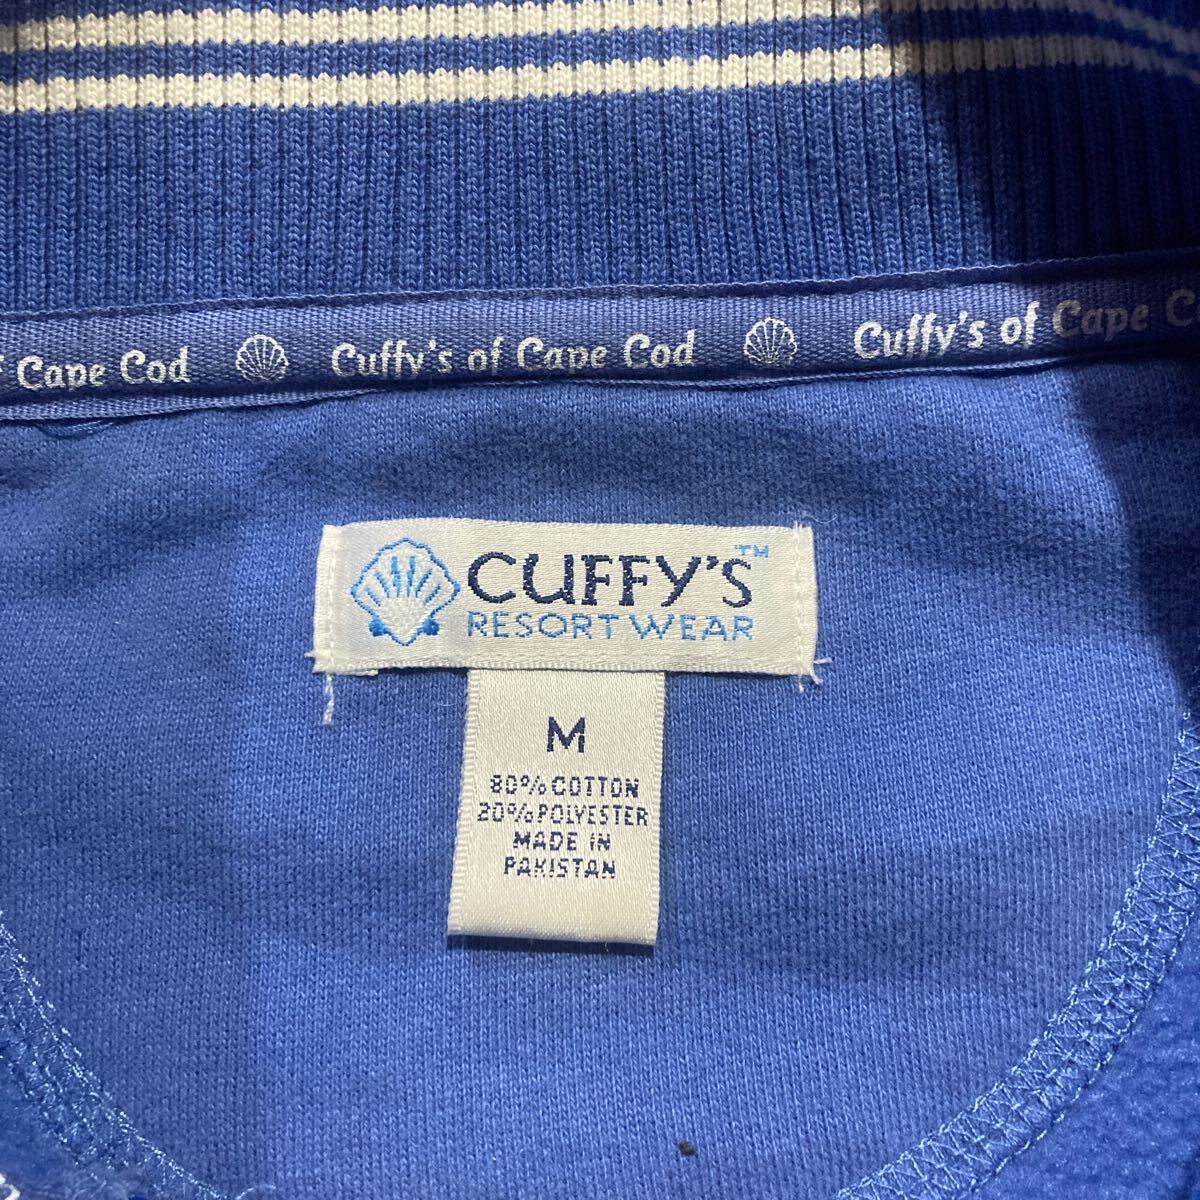 of Cape Cod Cuffy's of Cape Cod Cuffy's of Cape C
CUFFY'S™
RESORT WEAR
M
80% COTTON
20% POLYESTER
MADE IN
PAKISTAN